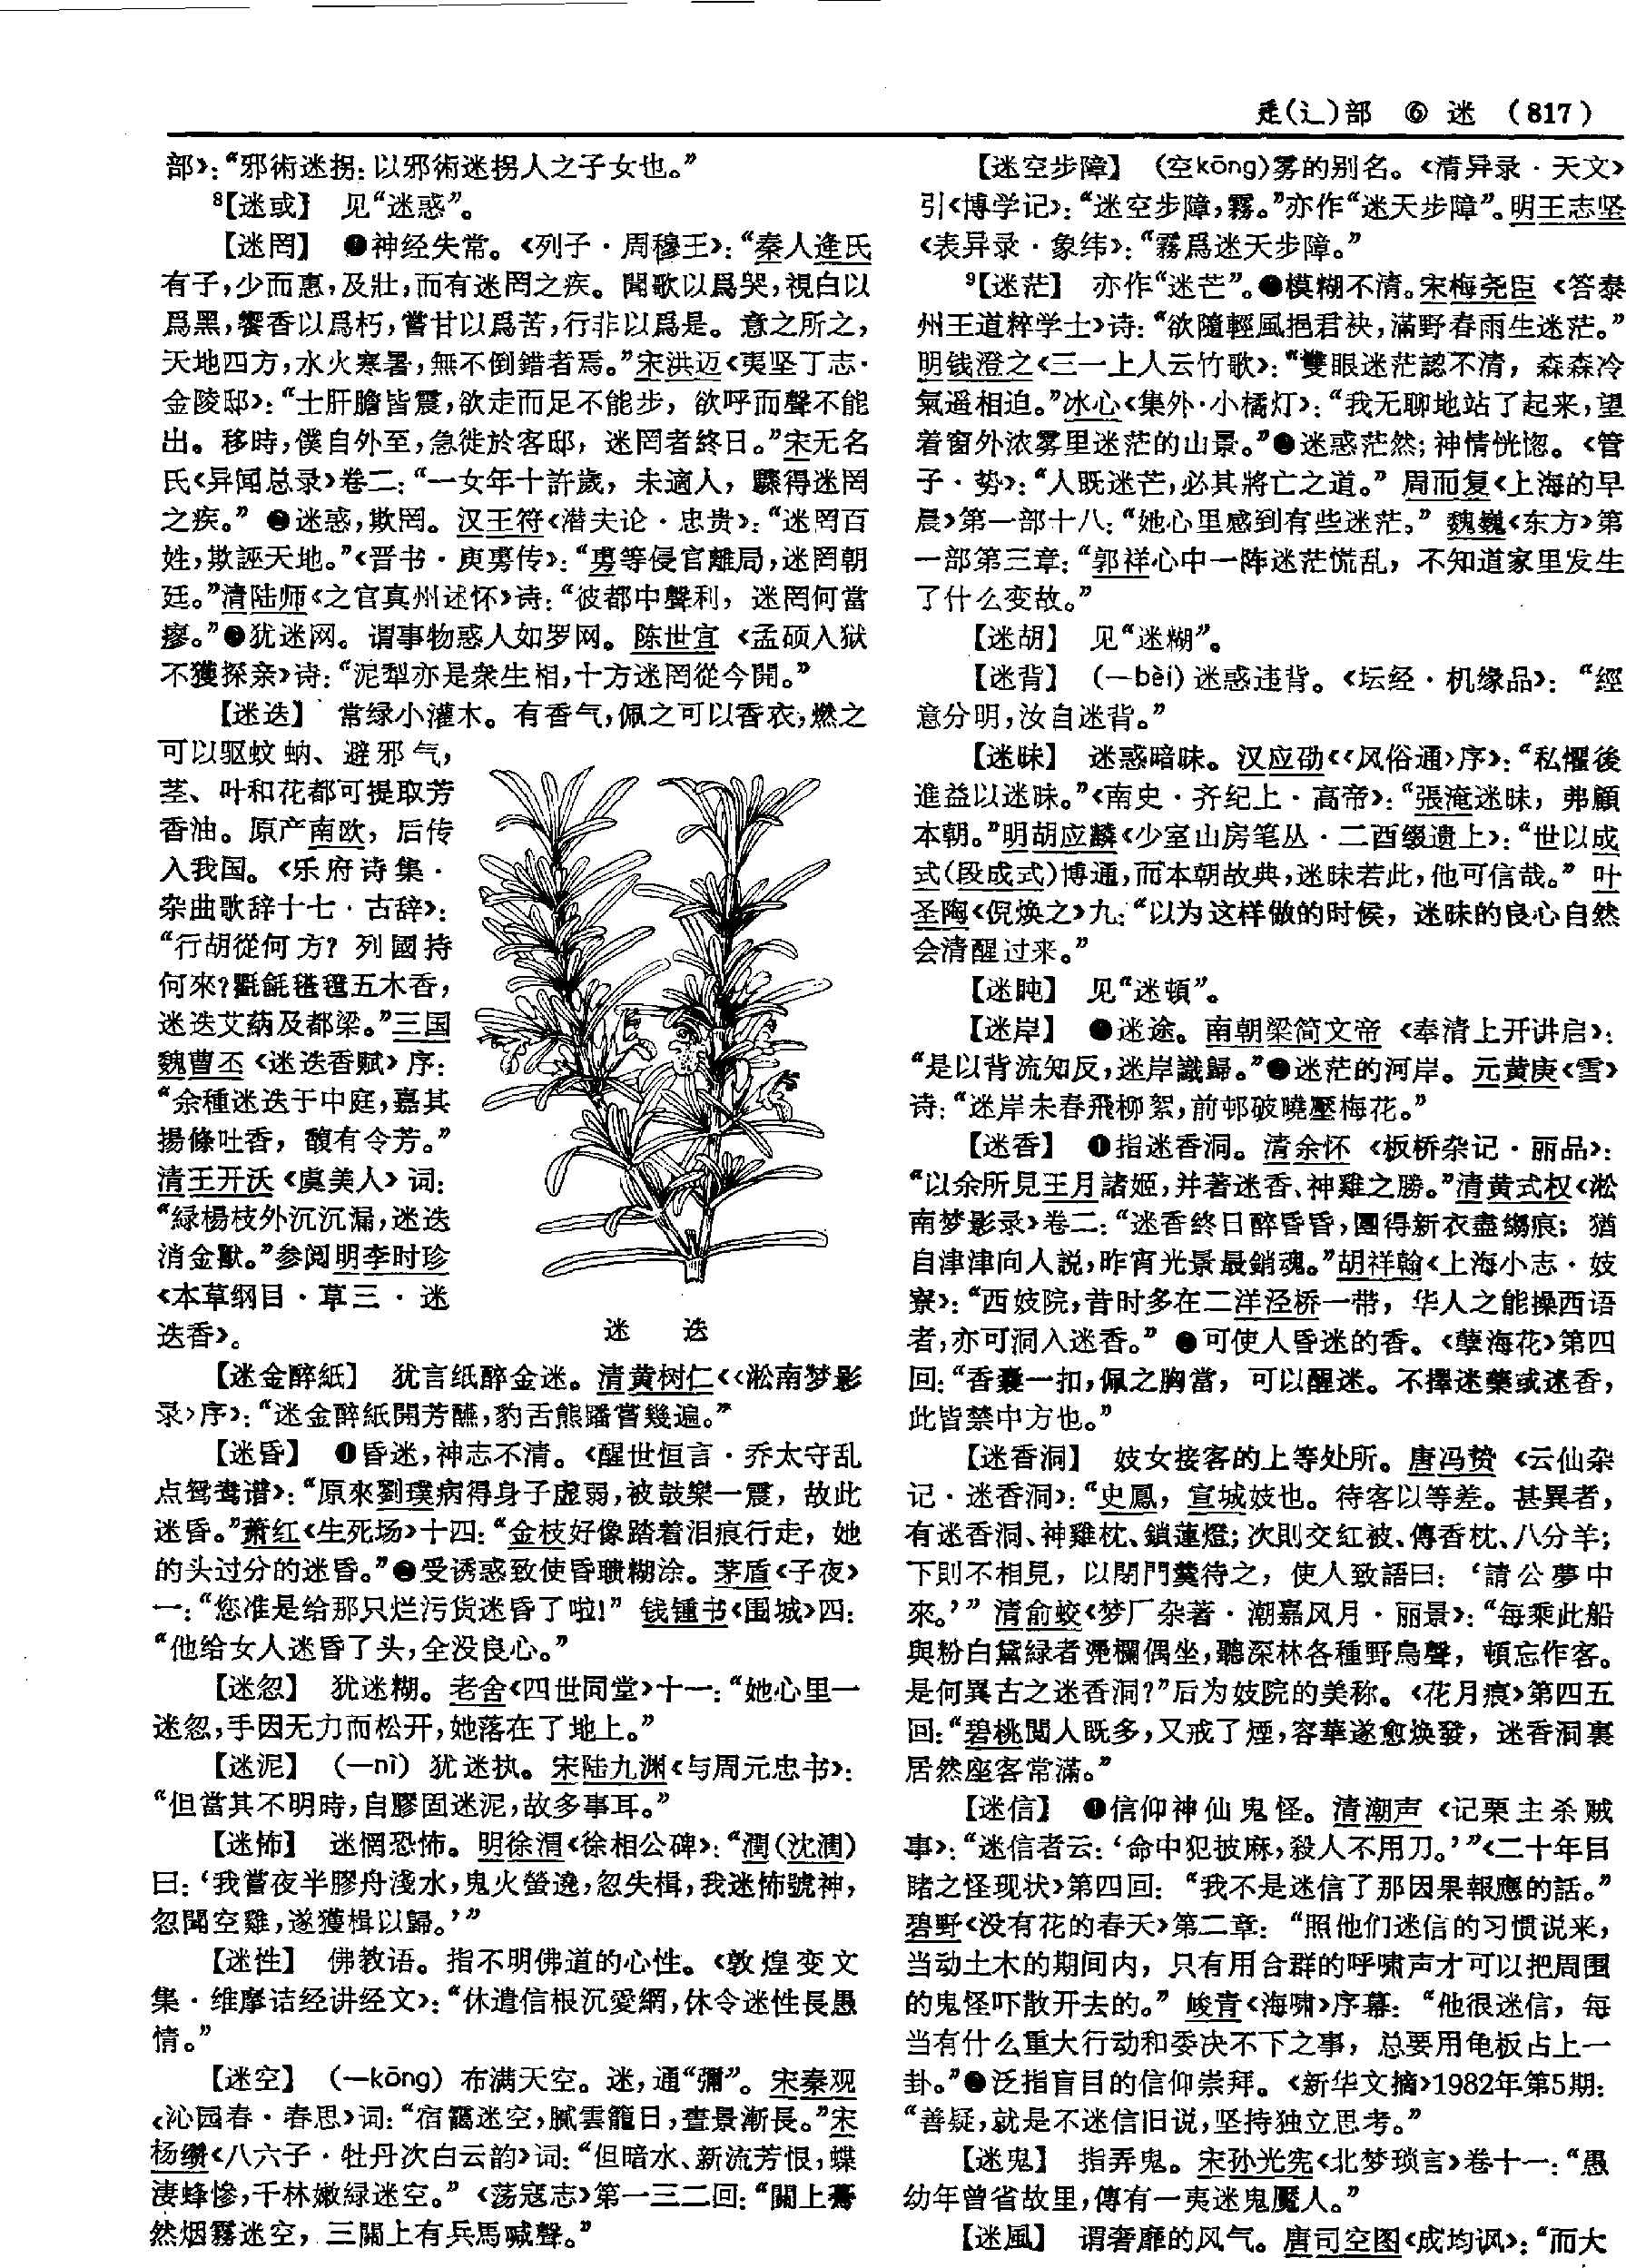 辵(辶)部 ⑥ 迷 (817)
部》：“邪術迷拐：以邪術迷拐人之子女也。”
⁸【迷或】 见“迷惑”。
【迷罔】 ❶神经失常。《列子·周穆王》：“秦人逢氏
有子，少而惠，及壯，而有迷罔之疾。聞歌以爲哭，視白以
爲黑，饗香以爲朽，嘗甘以爲苦，行非以爲是。意之所之，
天地四方，水火寒暑，無不倒錯者焉。”宋洪迈《夷坚丁志·
金陵邸》：“士肝膽皆震，欲走而足不能步，欲呼而聲不能
出。移時，僕自外至，急徙於客邸，迷罔者終日。”宋无名
氏《异闻总录》卷二：“一女年十許歲，未適人，驟得迷罔
之疾。” ❷迷惑，欺罔。汉王符《潜夫论·忠贵》：“迷罔百
姓，欺誣天地。”《晋书·庾旉传》：“旉等侵官離局，迷罔朝
廷。”清陆师《之官真州述怀》诗：“彼都中聲利，迷罔何當
瘳。”❸犹迷网。谓事物惑人如罗网。陈世宜《孟硕入狱
不獲探亲》诗：“泥犁亦是衆生相，十方迷罔從今開。”
【迷迭】 常绿小灌木。有香气，佩之可以香衣，燃之
可以驱蚊蚋、避邪气，
茎、叶和花都可提取芳
香油。原产南欧，后传
入我国。《乐府诗集·
杂曲歌辞十七·古辞》：
“行胡從何方？列國持
何來？氍毹㲪㲪五木香，
迷迭艾蒳及都梁。”三国
魏曹丕《迷迭香赋》序：
“余種迷迭于中庭，嘉其
揚條吐香，馥有令芳。”
清王开沃《虞美人》词：
“緑楊枝外沉沉漏，迷迭
消金獸。”参阅明李时珍
《本草纲目·草三·迷
迭香》。
迷 迭
【迷金醉紙】 犹言纸醉金迷。清黄树仁《〈淞南梦影
录〉序》：“迷金醉紙開芳醼，豹舌熊蹯嘗幾遍。”
【迷昏】 ❶昏迷，神志不清。《醒世恒言·乔太守乱
点鸳鸯谱》：“原來劉璞病得身子虚弱，被鼓樂一震，故此
迷昏。”萧红《生死场》十四：“金枝好像踏着泪痕行走，她
的头过分的迷昏。”❷受诱惑致使昏聩糊涂。茅盾《子夜》
一：“您准是给那只烂污货迷昏了啦！” 钱锺书《围城》四：
“他给女人迷昏了头，全没良心。”
【迷忽】 犹迷糊。老舍《四世同堂》十一：“她心里一
迷忽，手因无力而松开，她落在了地上。”
【迷泥】 （—nì） 犹迷执。宋陆九渊《与周元忠书》：
“但當其不明時，自膠固迷泥，故多事耳。”
【迷怖】 迷惘恐怖。明徐渭《徐相公碑》：“潤(沈潤)
曰：‘我嘗夜半膠舟淺水，鬼火螢遶，忽失楫，我迷怖號神，
忽聞空雞，遂獲楫以歸。’”
【迷性】 佛教语。指不明佛道的心性。《敦煌变文
集·维摩诘经讲经文》：“休遣信根沉愛網，休令迷性長愚
情。”
【迷空】 （—kōng） 布满天空。迷，通“彌”。宋秦观
《沁园春·春思》词：“宿靄迷空，膩雲籠日，晝景漸長。”宋
杨缵《八六子·牡丹次白云韵》词：“但暗水、新流芳恨，蝶
淒蜂慘，千林嫩緑迷空。” 《荡寇志》第一三二回：“關上驀
然烟霧迷空，三關上有兵馬喊聲。”
【迷空步障】 （空kōng）雾的别名。《清异录·天文》
引《博学记》：“迷空步障，霧。”亦作“迷天步障”。明王志坚
《表异录·象纬》：“霧爲迷天步障。”
⁹【迷茫】 亦作“迷芒”。❶模糊不清。宋梅尧臣《答泰
州王道粹学士》诗：“欲隨輕風挹君袂，滿野春雨生迷茫。”
明钱澄之《三一上人云竹歌》：“雙眼迷茫認不清，森森冷
氣遥相迫。”冰心《集外·小橘灯》：“我无聊地站了起来，望
着窗外浓雾里迷茫的山景。”❷迷惑茫然；神情恍惚。《管
子·势》：“人既迷芒，必其將亡之道。” 周而复《上海的早
晨》第一部十八：“她心里感到有些迷茫。” 魏巍《东方》第
一部第三章：“郭祥心中一阵迷茫慌乱，不知道家里发生
了什么变故。”
【迷胡】 见“迷糊”。
【迷背】 （—bèi）迷惑违背。《坛经·机缘品》：“經
意分明，汝自迷背。”
【迷昧】 迷惑暗昧。汉应劭《〈风俗通〉序》：“私懼後
進益以迷昧。”《南史·齐纪上·高帝》：“張淹迷昧，弗顧
本朝。”明胡应麟《少室山房笔丛·二酉缀遗上》：“世以成
式(段成式)博通，而本朝故典，迷昧若此，他可信哉。” 叶
圣陶《倪焕之》九：“以为这样做的时候，迷昧的良心自然
会清醒过来。”
【迷盹】 见“迷頓”。
【迷岸】 ❶迷途。南朝梁简文帝《奉请上开讲启》：
“是以背流知反，迷岸識歸。”❷迷茫的河岸。元黄庚《雪》
诗：“迷岸未春飛柳絮，前邨破曉壓梅花。”
【迷香】 ❶指迷香洞。清余怀《板桥杂记·丽品》：
“以余所見王月諸姬，并著迷香、神雞之勝。”清黄式权《淞
南梦影录》卷二：“迷香終日醉昏昏，團得新衣盡縐痕；猶
自津津向人説，昨宵光景最銷魂。”胡祥翰《上海小志·妓
寮》：“西妓院，昔时多在二洋泾桥一带，华人之能操西语
者，亦可洞入迷香。” ❷可使人昏迷的香。《孽海花》第四
回：“香囊一扣，佩之胸當，可以醒迷。不擇迷藥或迷香，
此皆禁中方也。”
【迷香洞】 妓女接客的上等处所。唐冯贽《云仙杂
记·迷香洞》：“史鳳，宣城妓也。待客以等差。甚異者，
有迷香洞、神雞枕、鎖蓮燈；次則交紅被、傳香枕、八分羊；
下則不相見，以閉門羹待之，使人致語曰：‘請公夢中
來。’” 清俞蛟《梦厂杂著·潮嘉风月·丽景》：“每乘此船
與粉白黛緑者凴欄偶坐，聽深林各種野鳥聲，頓忘作客。
是何異古之迷香洞？”后为妓院的美称。《花月痕》第四五
回：“碧桃閲人既多，又戒了煙，容華遂愈焕發，迷香洞裏
居然座客常滿。”
【迷信】 ❶信仰神仙鬼怪。清潮声《记栗主杀贼
事》：“迷信者云：‘命中犯披麻，殺人不用刀。’”《二十年目
睹之怪现状》第四回：“我不是迷信了那因果報應的話。”
碧野《没有花的春天》第二章：“照他们迷信的习惯说来，
当动土木的期间内，只有用合群的呼啸声才可以把周围
的鬼怪吓散开去的。” 峻青《海啸》序幕：“他很迷信，每
当有什么重大行动和委决不下之事，总要用龟板占上一
卦。”❷泛指盲目的信仰崇拜。《新华文摘》1982年第5期：
“善疑，就是不迷信旧说，坚持独立思考。”
【迷鬼】 指弄鬼。宋孙光宪《北梦琐言》卷十一：“愚
幼年曾省故里，傳有一夷迷鬼魘人。”
【迷風】 谓奢靡的风气。唐司空图《成均讽》：“而大